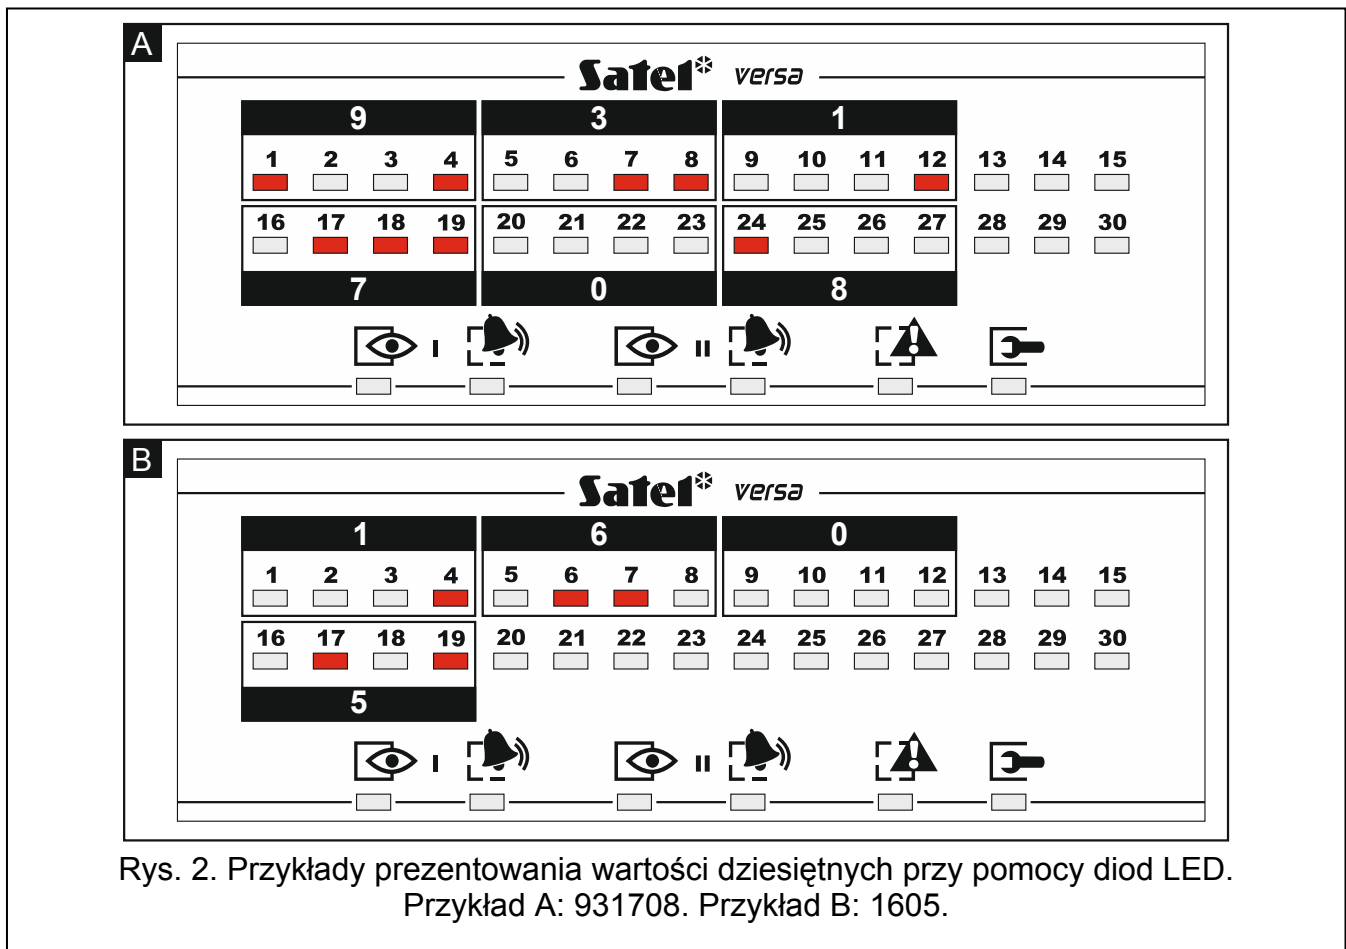 A
Satel* versa
9 3 1
1 2 3 4 5 6 7 8 9 10 11 12 13 14 15
16 17 18 19 20 21 22 23 24 25 26 27 28 29 30
7 0 8
I II
B
Satel* versa
1 6 0
1 2 3 4 5 6 7 8 9 10 11 12 13 14 15
16 17 18 19 20 21 22 23 24 25 26 27 28 29 30
5
I II
Rys. 2. Przykłady prezentowania wartości dziesiętnych przy pomocy diod LED.
Przykład A: 931708. Przykład B: 1605.